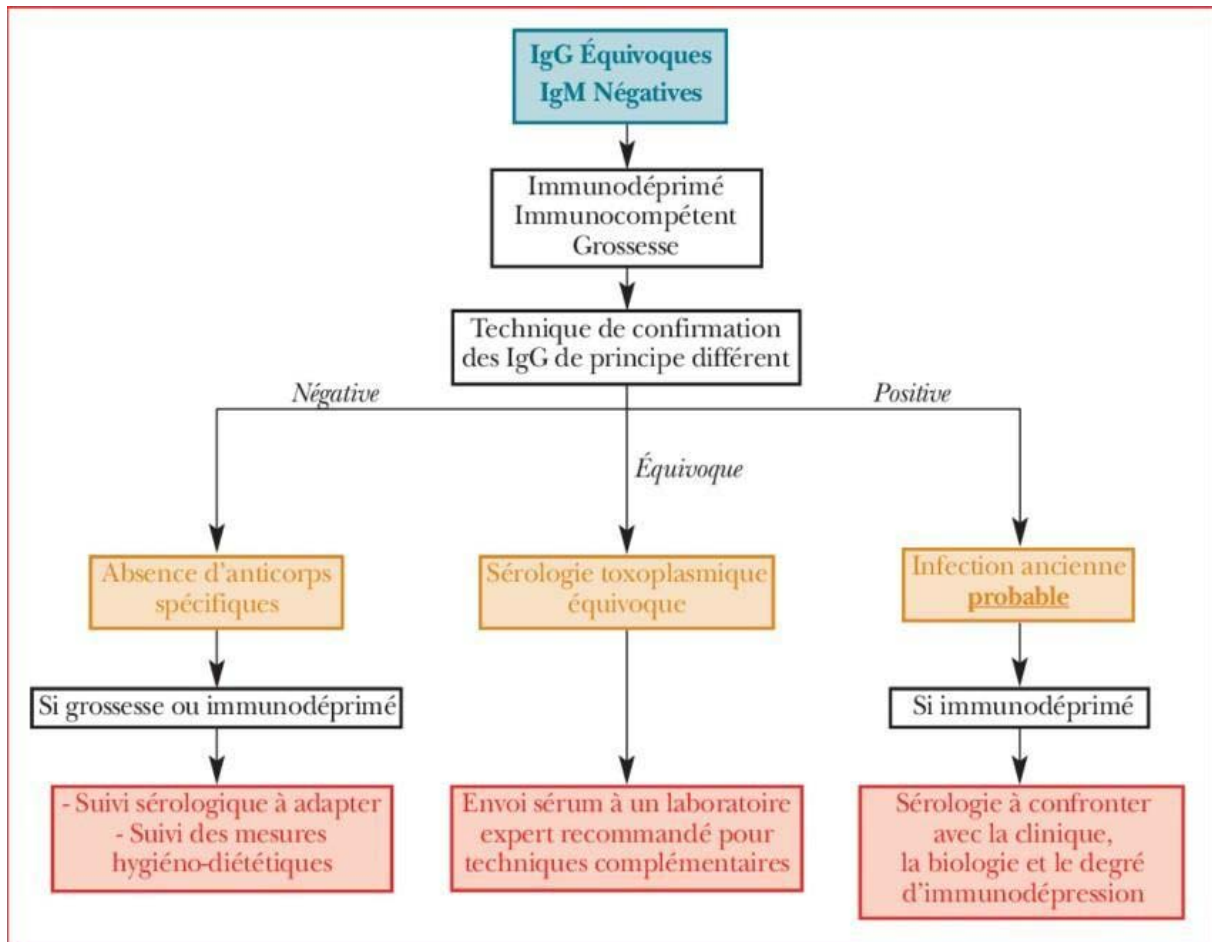 IgG Équivoques
IgM Négatives
Immunodéprimé
Immunocompétent
Grossesse
Technique de confirmation
des IgG de principe différent
Négative
Positive
Équivoque
Absence d'anticorps
spécifiques
Sérologie toxoplasmique
équivoque
Infection ancienne
probable
Si grossesse ou immunodéprimé
Si immunodéprimé
- Suivi sérologique à adapter
- Suivi des mesures
hygiéno-diététiques
Envoi sérum à un laboratoire
expert recommandé pour
techniques complémentaires
Sérologie à confronter
avec la clinique,
la biologie et le degré
d'immunodépression